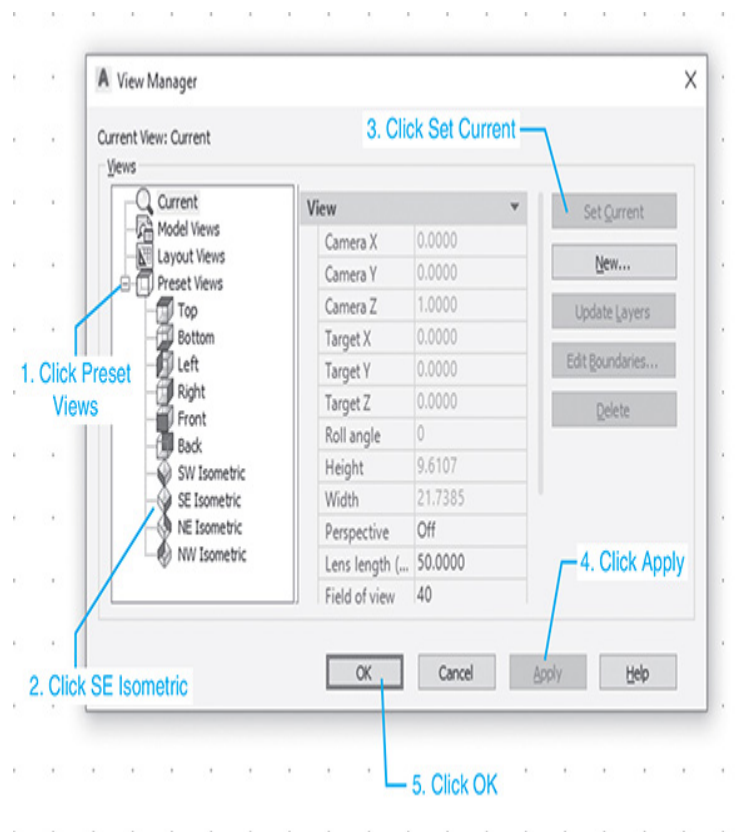 View Manager
X
Current View: Current
3. Click Set Current
Views
Current
Model Views
Layout Views
Preset Views
Top
Bottom
Left
Right
Front
Back
SW Isometric
SE Isometric
NE Isometric
NW Isometric
1. Click Preset
Views
2. Click SE Isometric
View
Camera X 0.0000
Camera Y 0.0000
Camera Z 1.0000
Target X 0.0000
Target Y 0.0000
Target Z 0.0000
Roll angle 0
Height 9.6107
Width 21.7385
Perspective Off
Lens length (... 50.0000
Field of view 40
Set Current
New...
Update Layers
Edit Boundaries...
Delete
4. Click Apply
OK Cancel Apply Help
5. Click OK